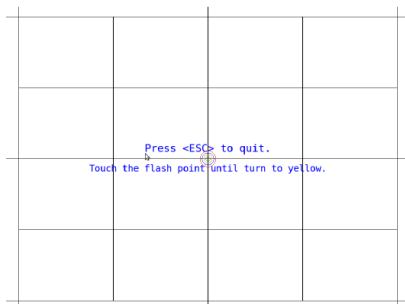 Press <ESC> to quit.
Touch the flash point until turn to yellow.